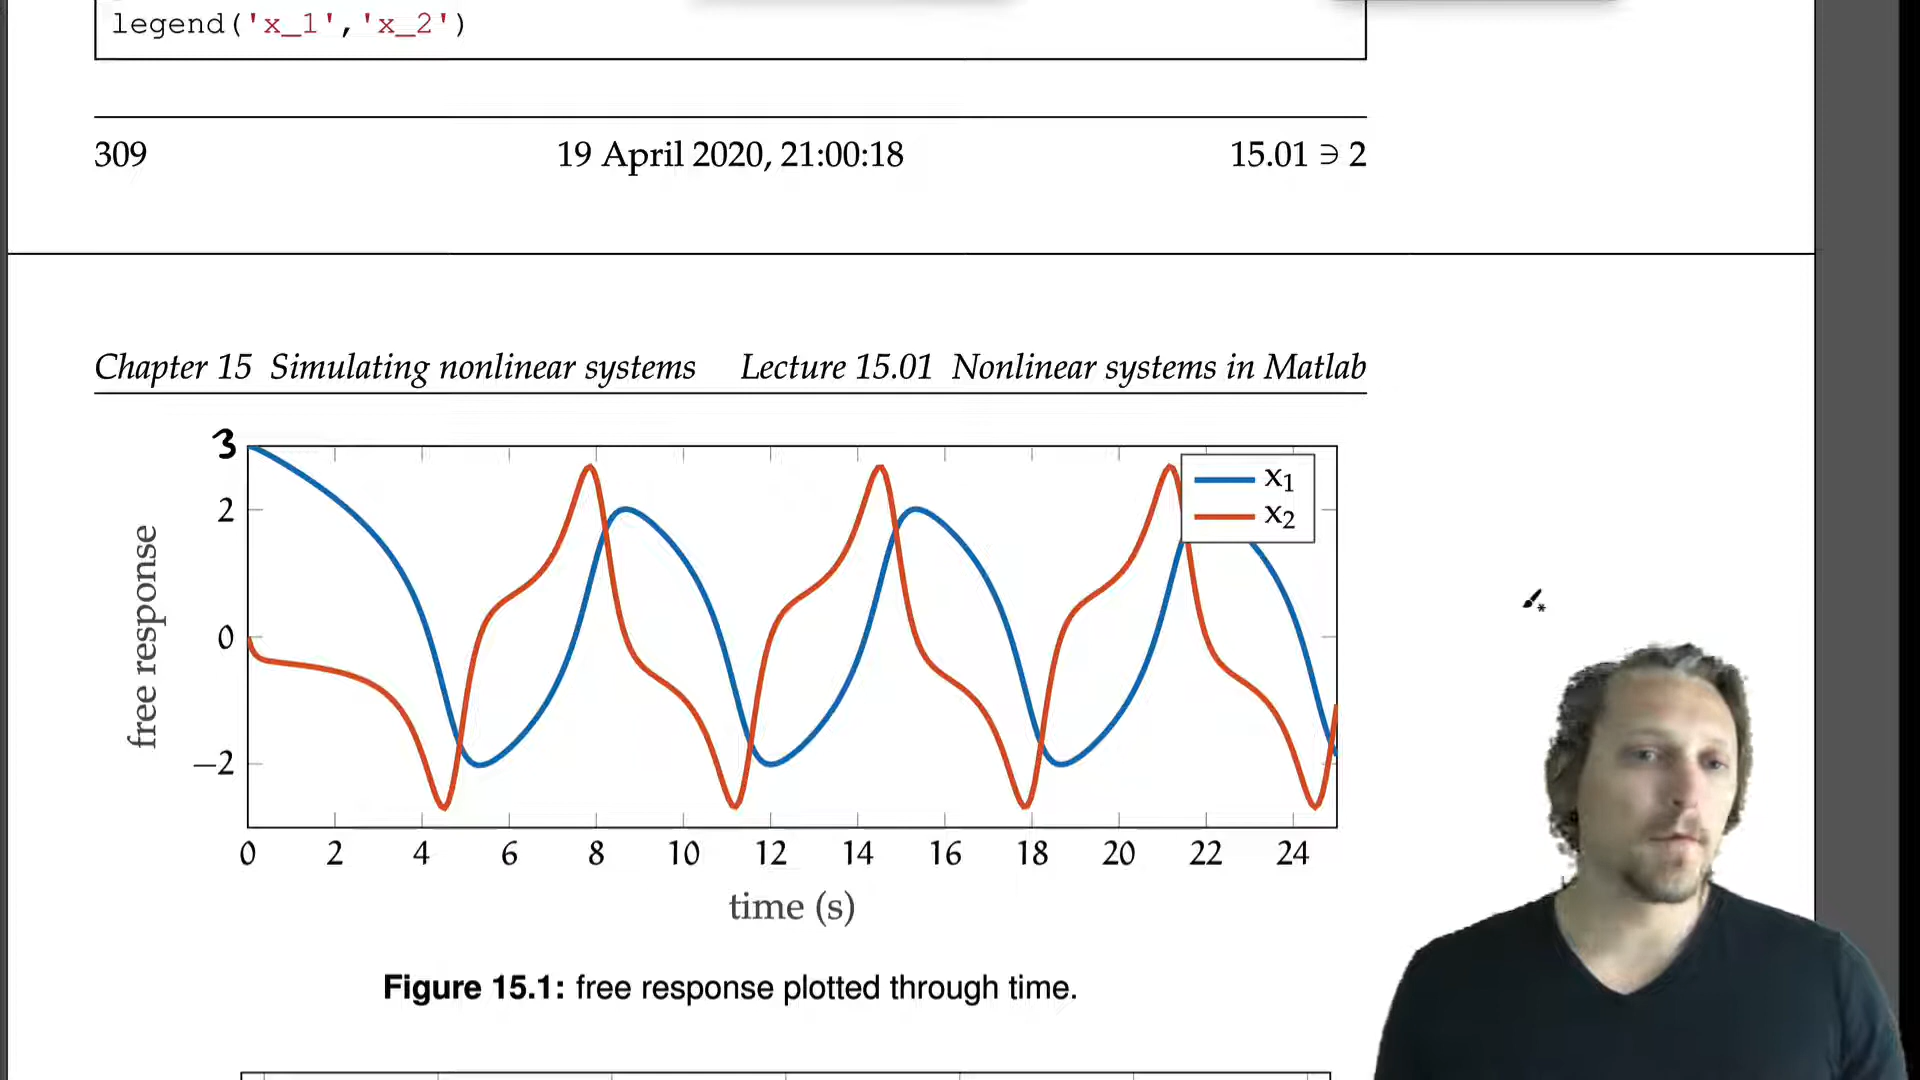 legend('x_1','x_2')
309 19 April 2020, 21:00:18 15.01 ∋ 2
Chapter 15 Simulating nonlinear systems Lecture 15.01 Nonlinear systems in Matlab
3
2
0
−2
free response
x1
x2
0 2 4 6 8 10 12 14 16 18 20 22 24
time (s)
Figure 15.1: free response plotted through time.